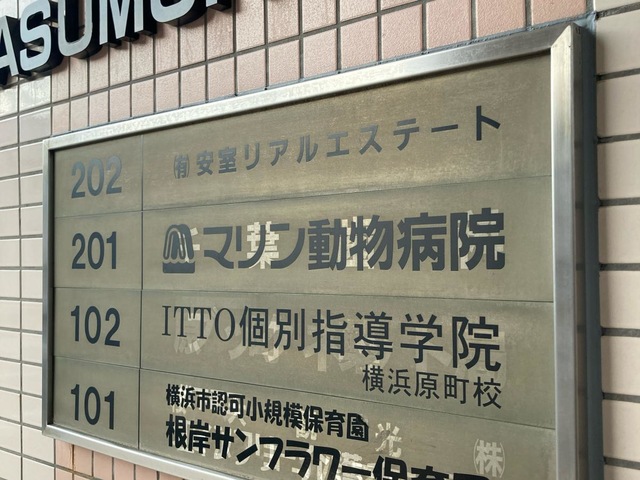 ASUMU
202 ㈲安室リアルエステート
201 マリン動物病院
102 ITTO個別指導学院
横浜原町校
101 横浜市認可小規模保育園
根岸サンフラワー保育園